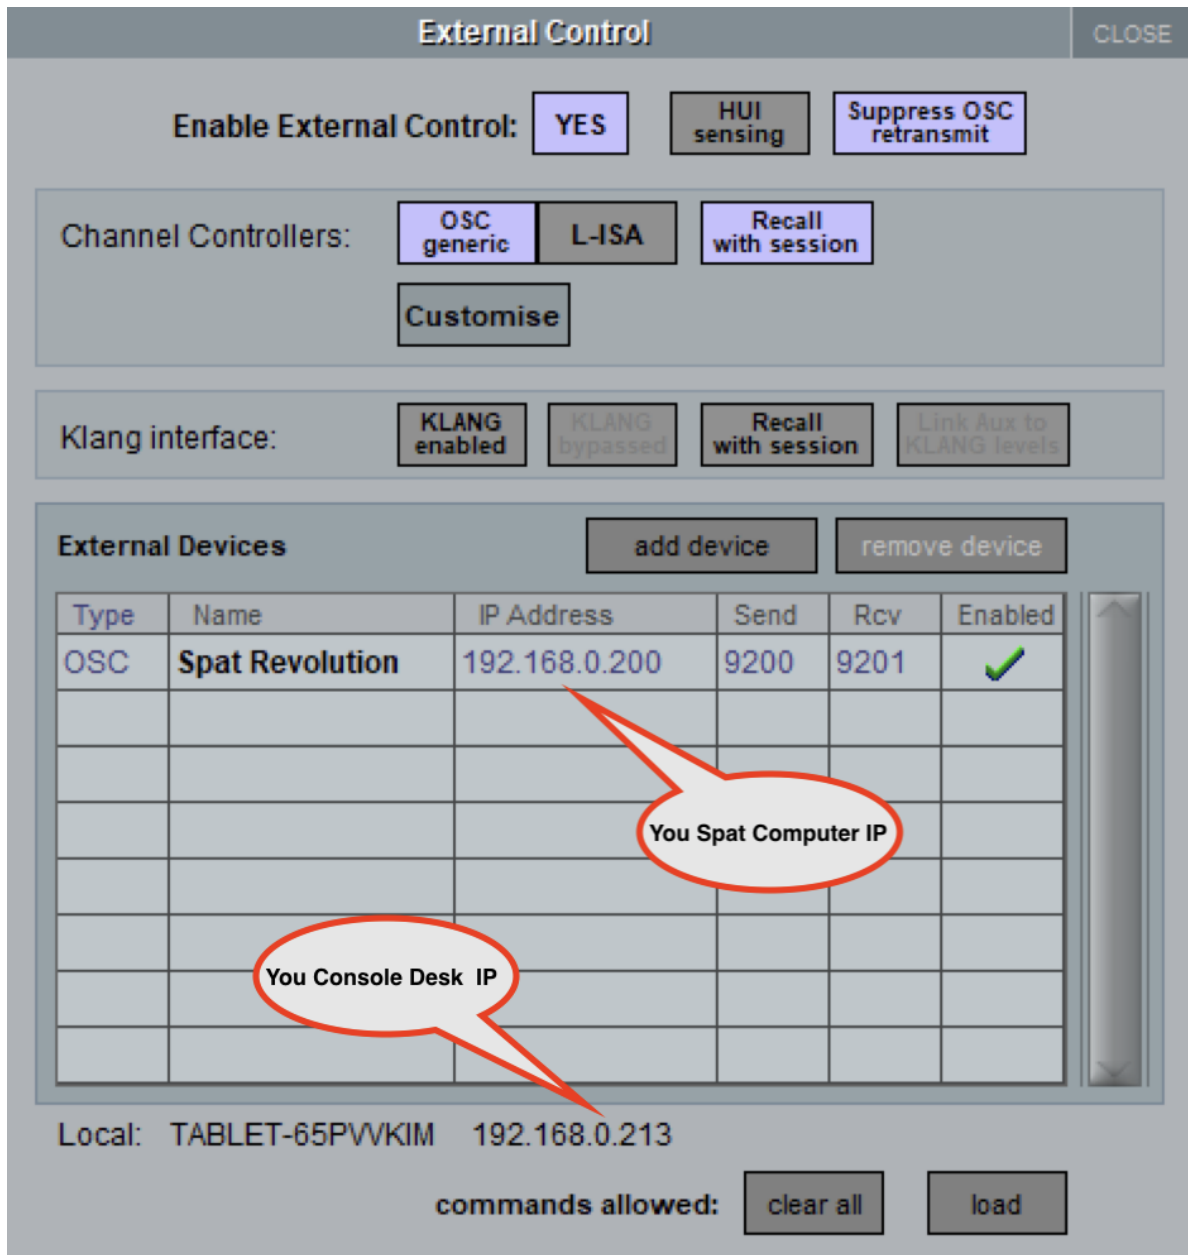 External Control
CLOSE
Enable External Control:
YES
HUI
sensing
Suppress OSC
retransmit
Channel Controllers:
OSC
generic
L-ISA
Recall
with session
Customise
Klang interface:
KLANG
enabled
KLANG
bypassed
Recall
with session
Link Aux to
KLANG levels
External Devices
add device
remove device
Type Name IP Address Send Rcv Enabled
OSC Spat Revolution 192.168.0.200 9200 9201
You Spat Computer IP
You Console Desk IP
Local: TABLET-65PVVKIM 192.168.0.213
commands allowed: clear all load